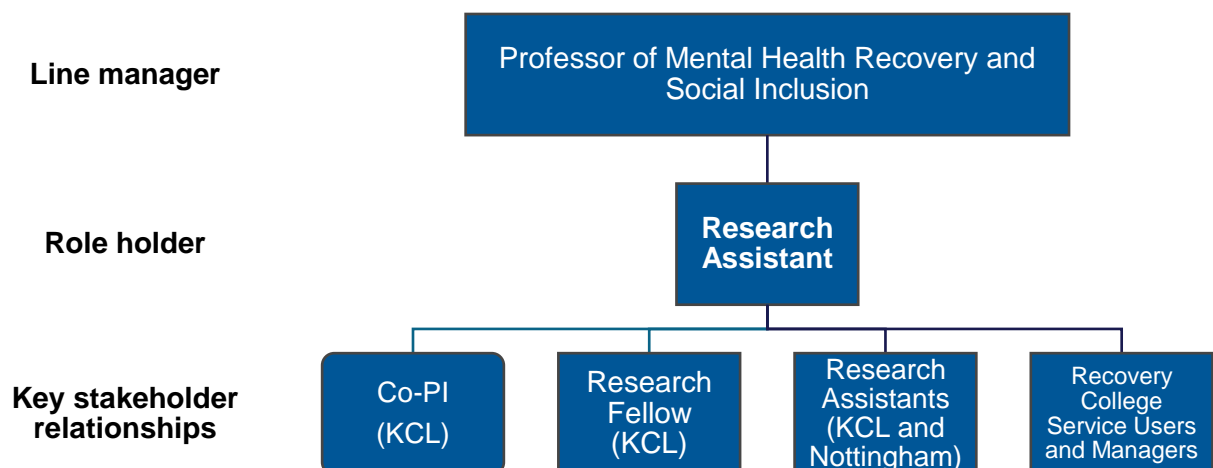 Line manager
Professor of Mental Health Recovery and
Social Inclusion
Role holder
Research
Assistant
Key stakeholder
relationships
Co-PI
(KCL)
Research
Fellow
(KCL)
Research
Assistants
(KCL and
Nottingham)
Recovery
College
Service Users
and Managers